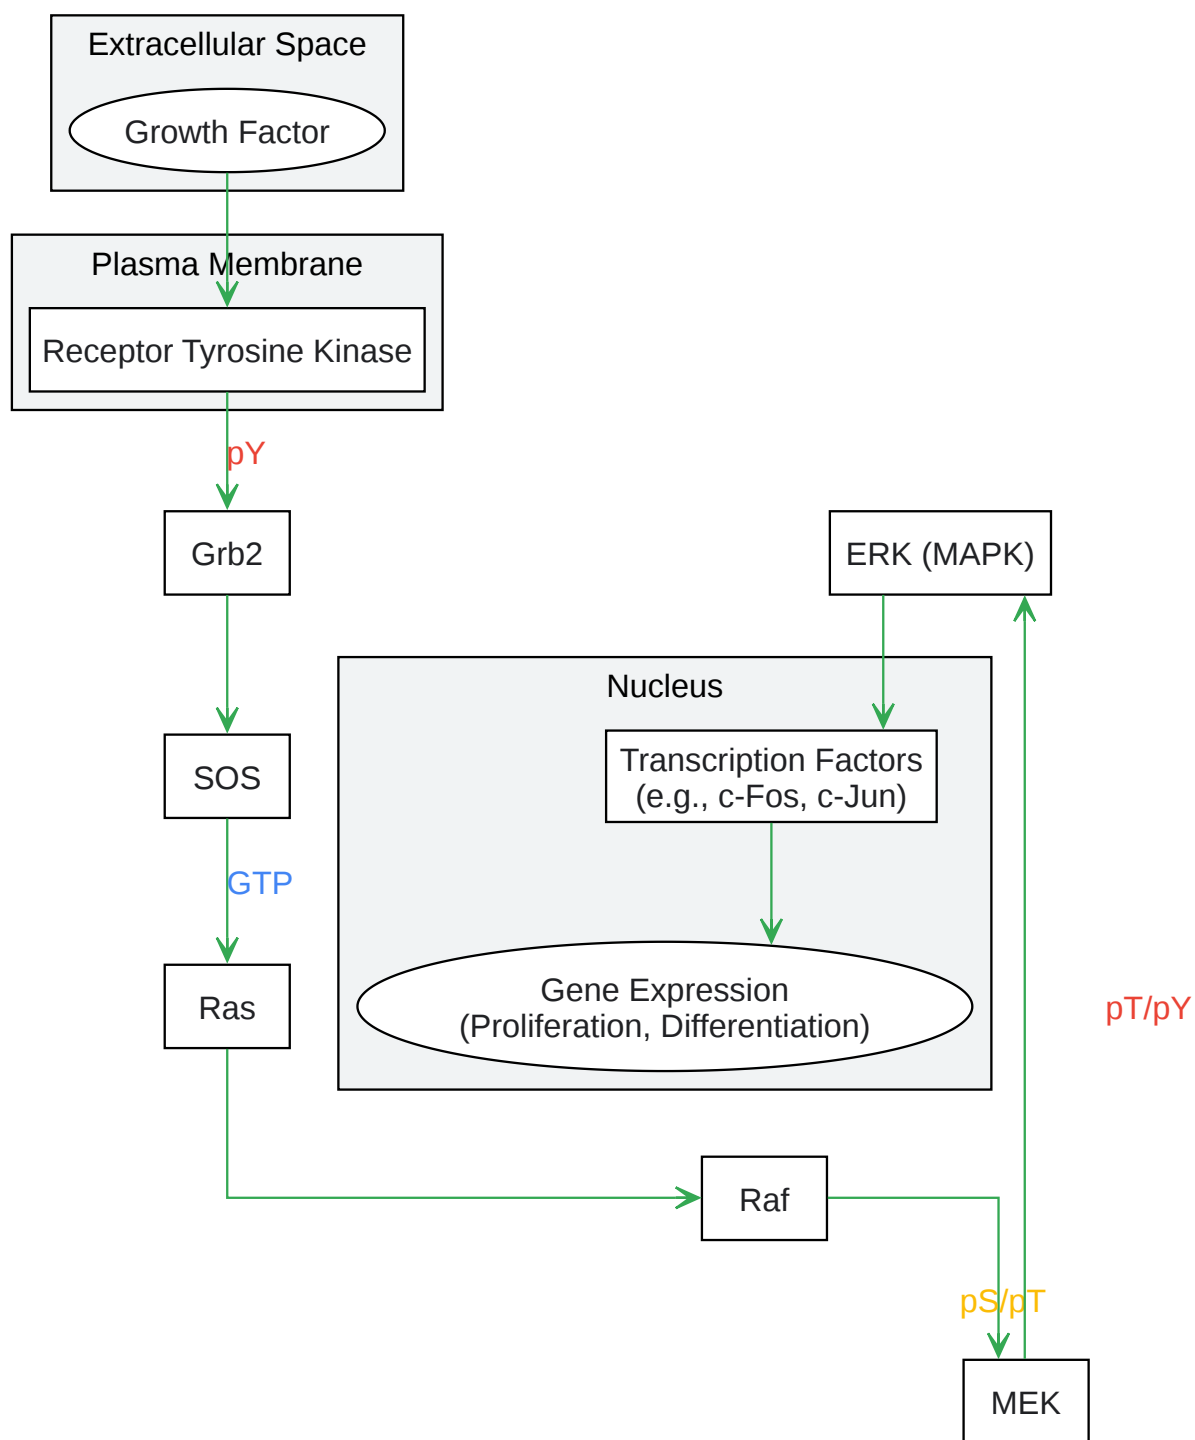 Extracellular Space
Growth Factor
Plasma Membrane
Receptor Tyrosine Kinase
pY
Grb2
ERK (MAPK)
Nucleus
Transcription Factors
(e.g., c-Fos, c-Jun)
SOS
GTP
Ras
Gene Expression
(Proliferation, Differentiation)
pT/pY
Raf
pS/pT
MEK